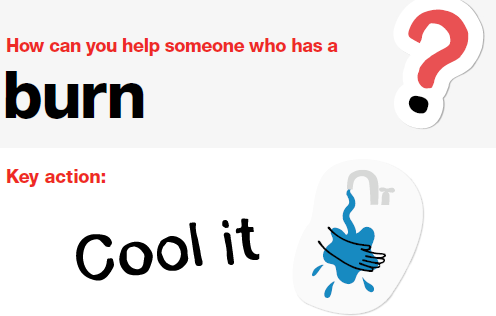 How can you help someone who has a
burn
?
Key action:
Cool it